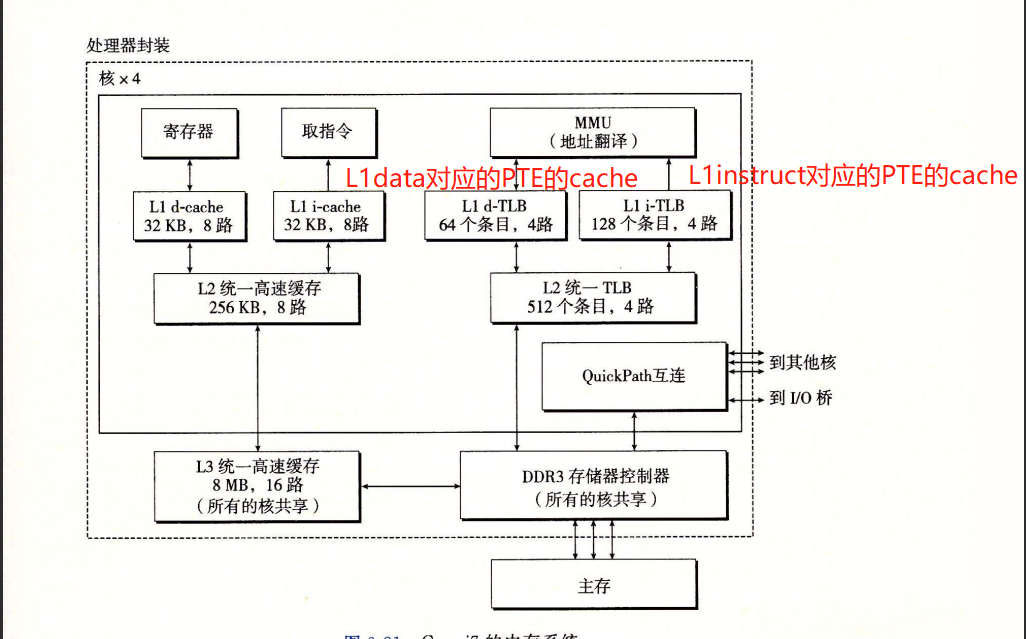 处理器封装
核×4
寄存器
取指令
MMU
（地址翻译）
L1data对应的PTE的cache
L1instruct对应的PTE的cache
L1 d-cache
32 KB，8 路
L1 i-cache
32 KB，8路
L1 d-TLB
64 个条目，4路
L1 i-TLB
128 个条目，4 路
L2 统一高速缓存
256 KB，8 路
L2 统一 TLB
512 个条目，4 路
QuickPath互连
到其他核
到 I/O 桥
L3 统一高速缓存
8 MB，16 路
（所有的核共享）
DDR3 存储器控制器
（所有的核共享）
主存